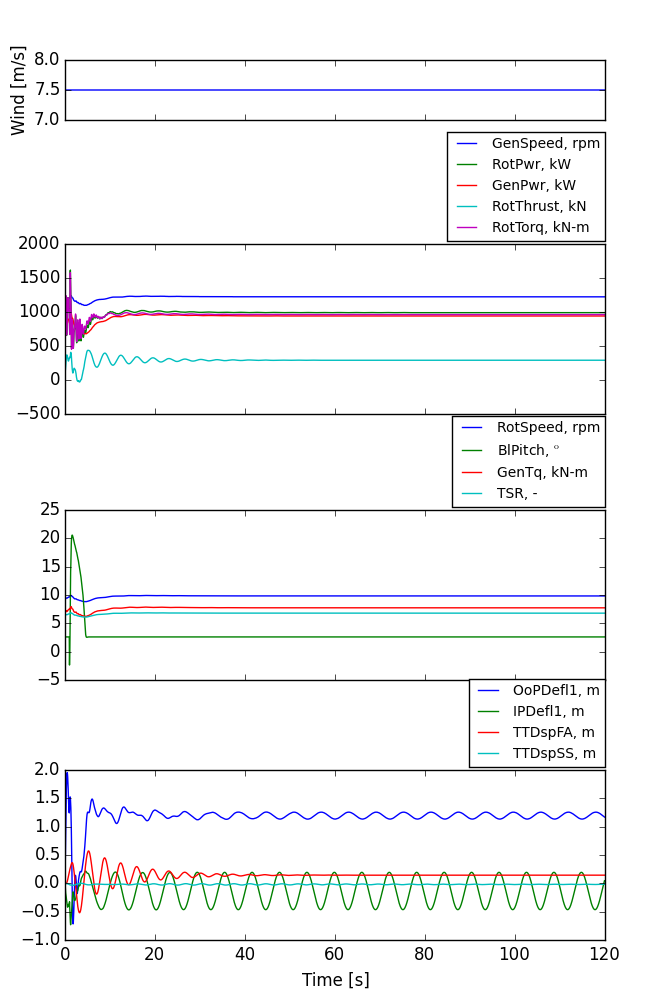 Wind [m/s]
8.0
7.5
7.0
GenSpeed, rpm
RotPwr, kW
GenPwr, kW
RotThrust, kN
RotTorq, kN-m
2000
1500
1000
500
0
−500
RotSpeed, rpm
BlPitch, °
GenTq, kN-m
TSR, -
25
20
15
10
5
0
−5
OoPDefl1, m
IPDefl1, m
TTDspFA, m
TTDspSS, m
2.0
1.5
1.0
0.5
0.0
−0.5
−1.0
0 20 40 60 80 100 120
Time [s]